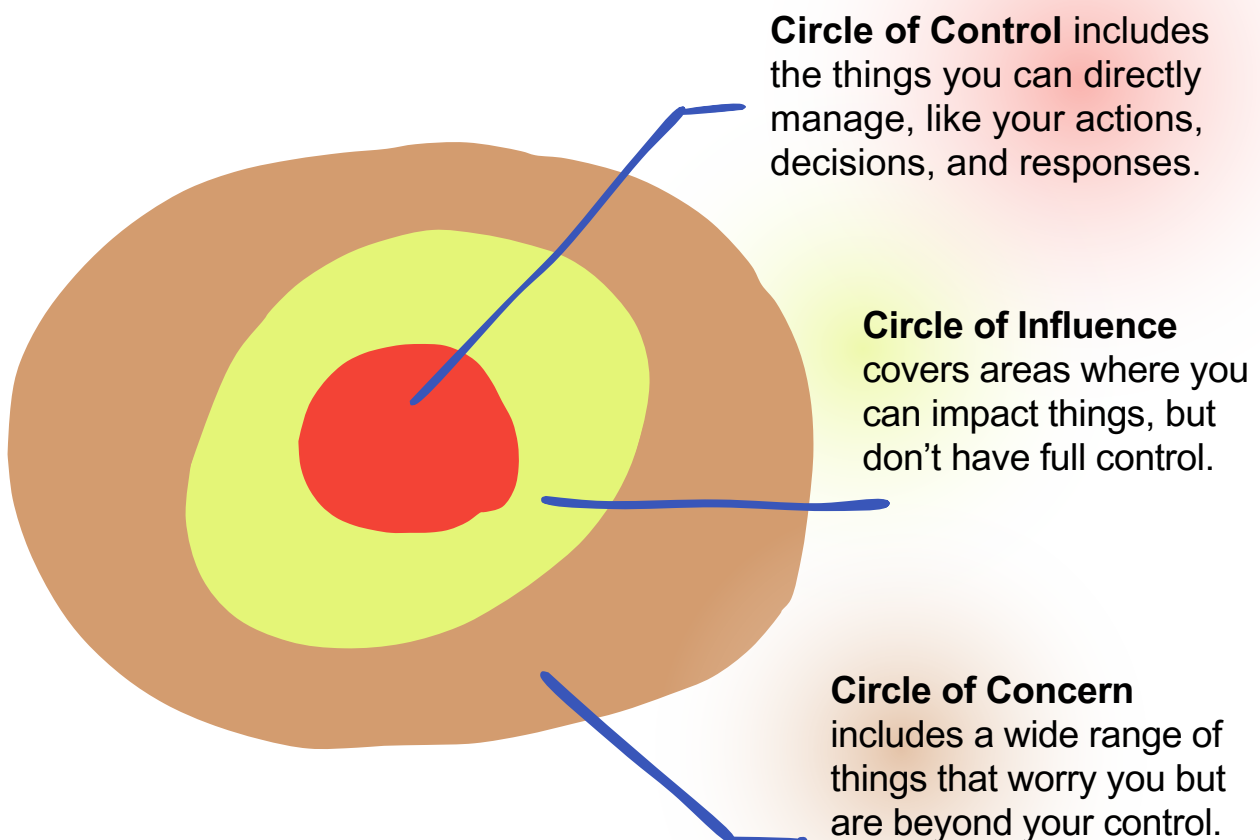 Circle of Control includes
the things you can directly
manage, like your actions,
decisions, and responses.
Circle of Influence
covers areas where you
can impact things, but
don’t have full control.
Circle of Concern
includes a wide range of
things that worry you but
are beyond your control.